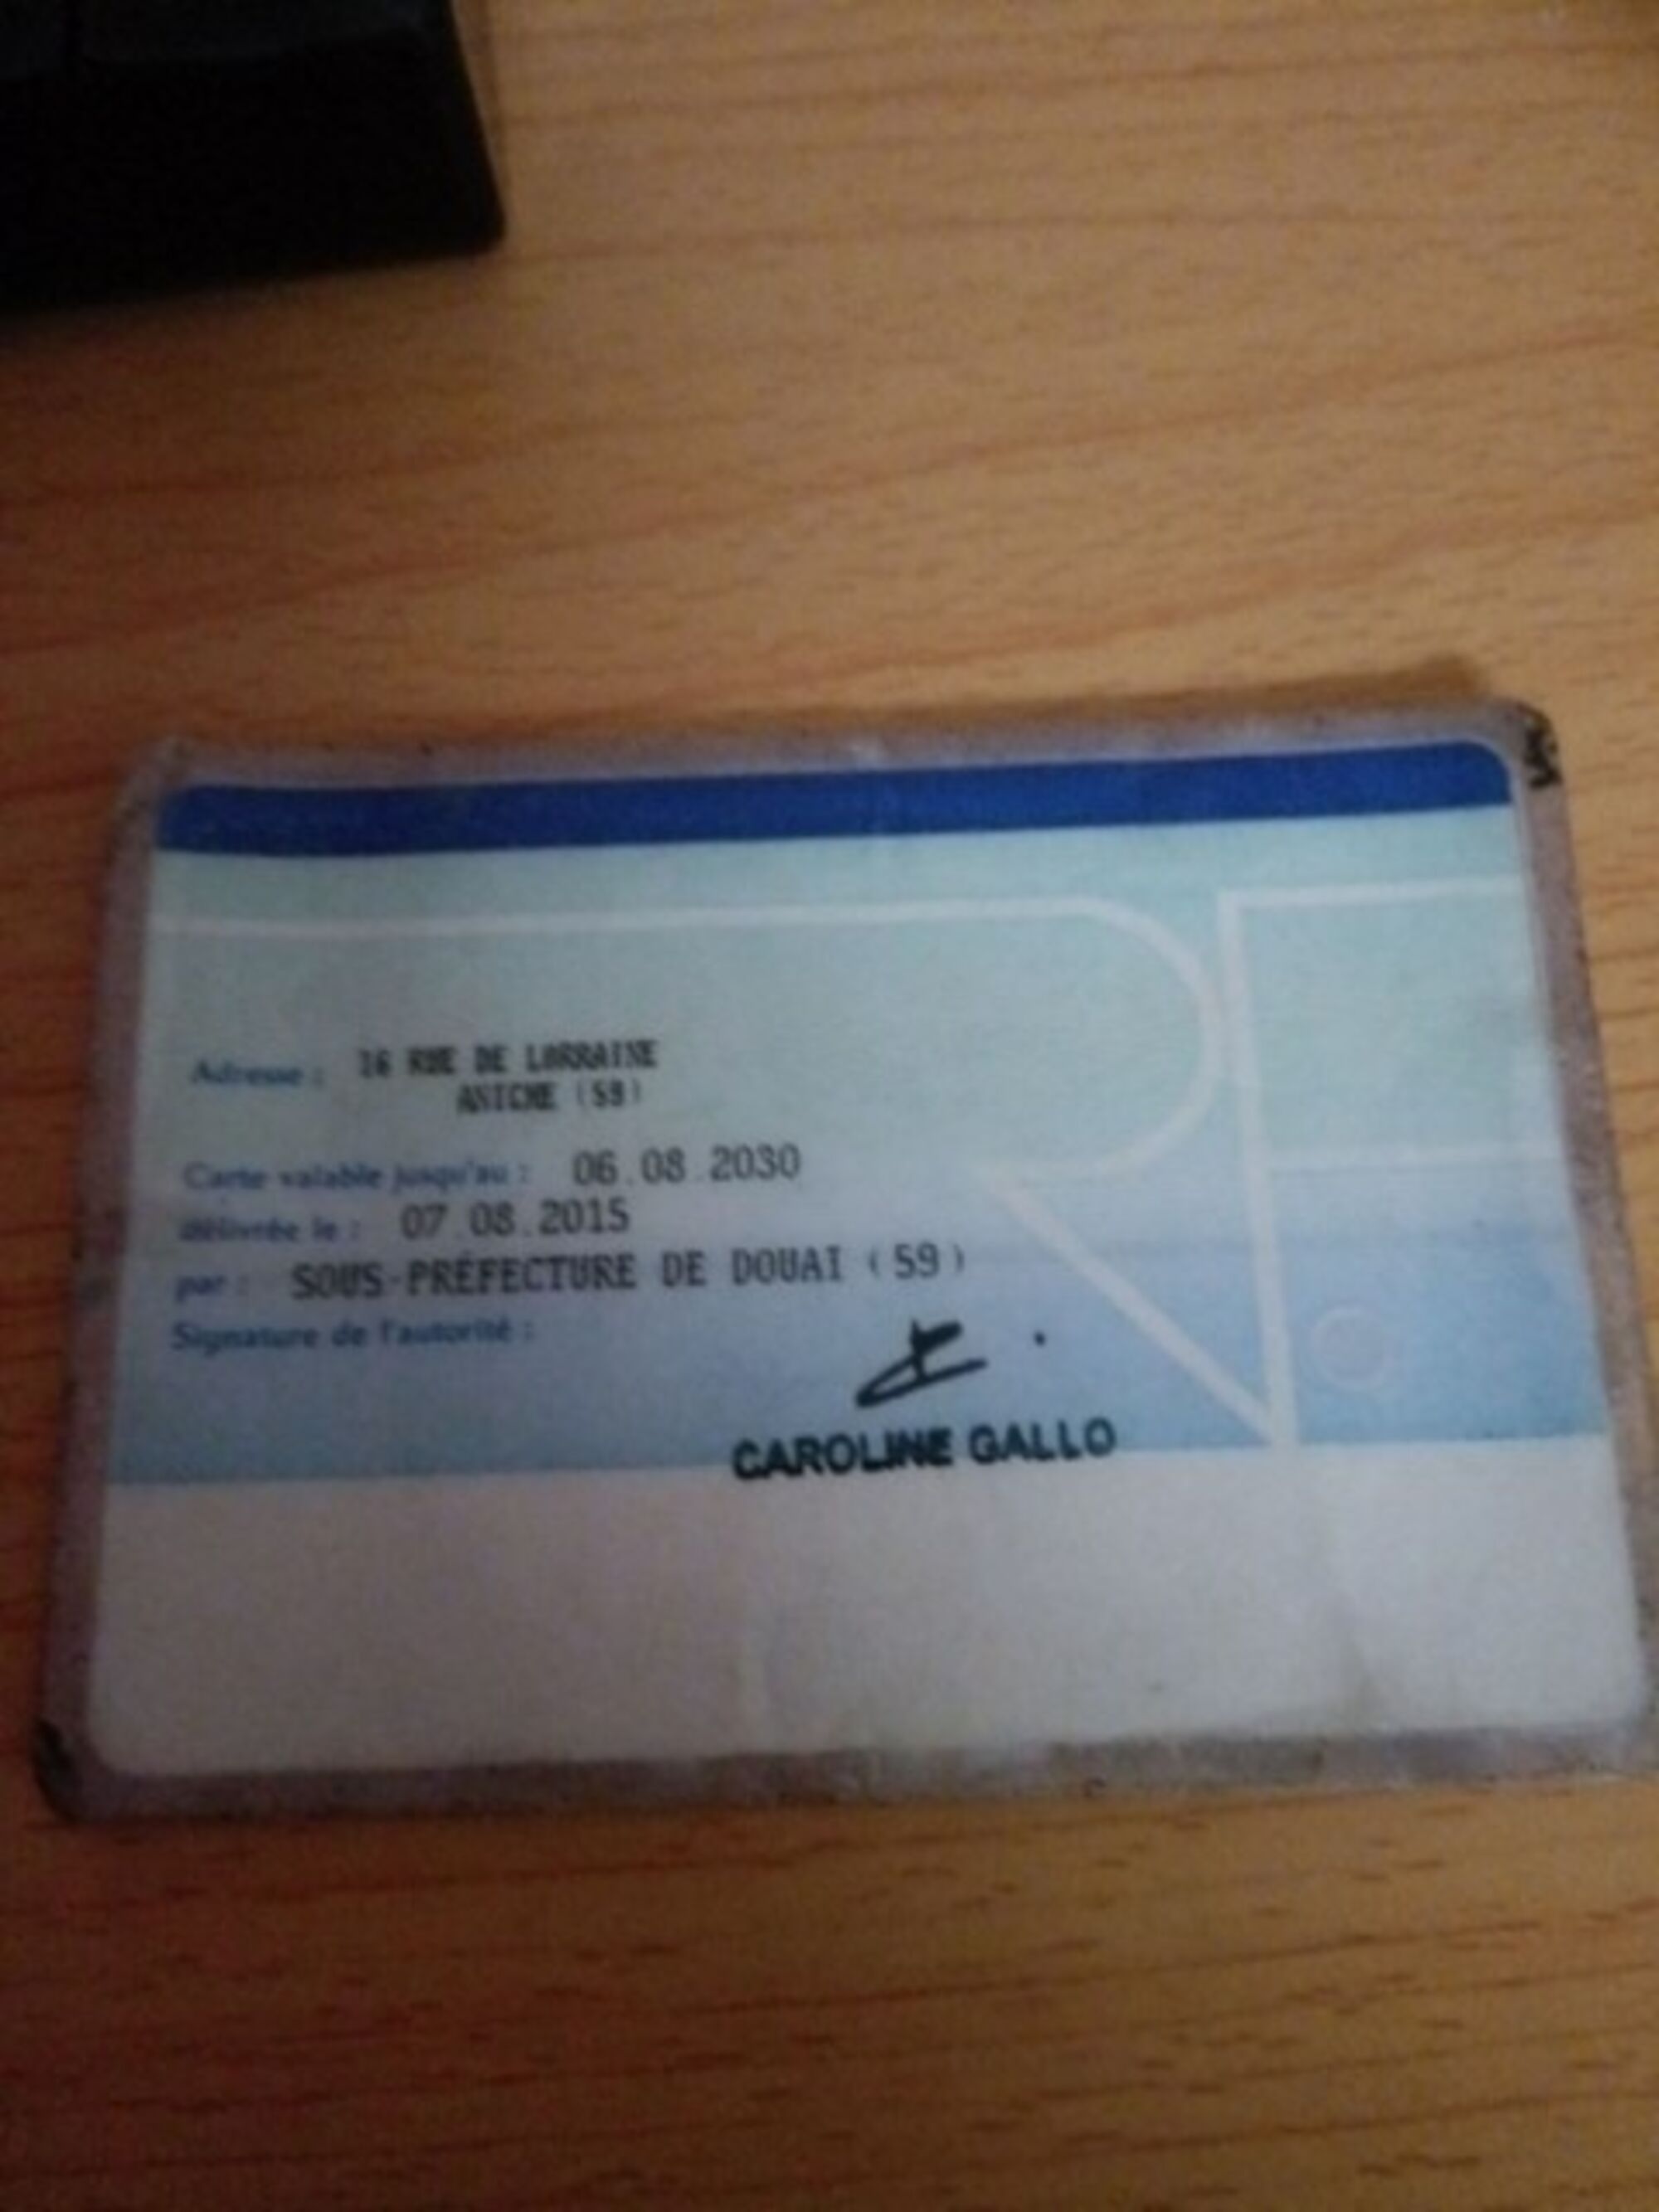 Adresse : 16 RUE DE LORRAINE
ANICHE (59)
Carte valable jusqu'au : 06.08.2030
délivrée le : 07.08.2015
par : SOUS-PRÉFECTURE DE DOUAI (59)
Signature de l'autorité :
CAROLINE GALLO
RF